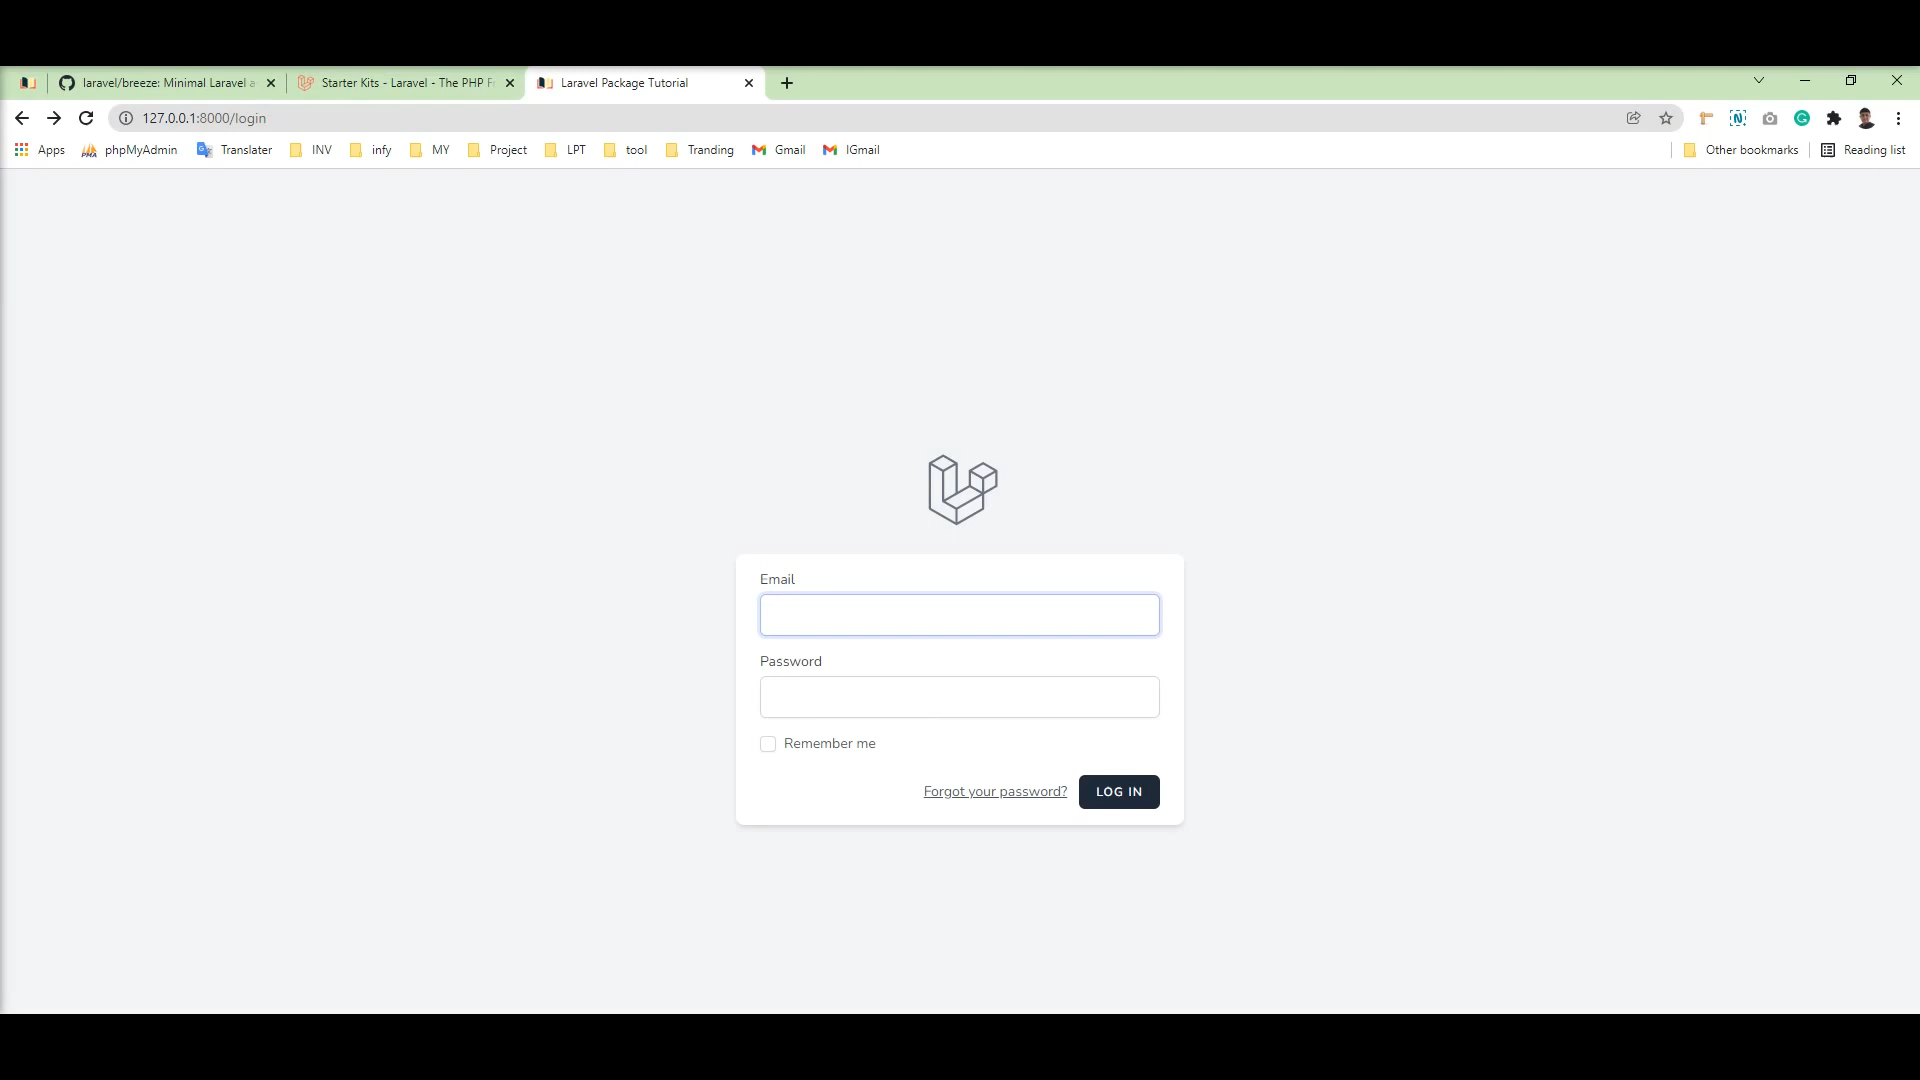 laravel/breeze: Minimal Laravel a
Starter Kits - Laravel - The PHP F
Laravel Package Tutorial
127.0.0.1:8000/login
Apps phpMyAdmin Translater INV infy MY Project LPT tool Tranding Gmail IGmail Other bookmarks Reading list
Email
Password
Remember me
Forgot your password? LOG IN